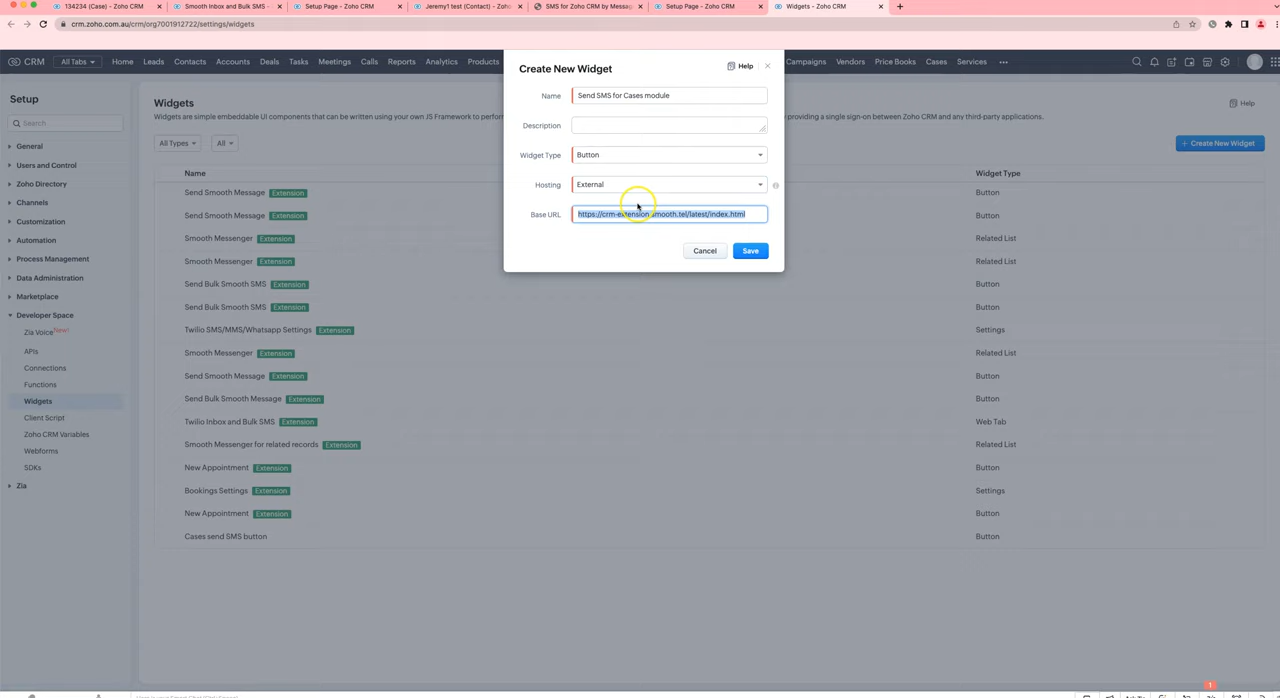 134234 (Case) - Zoho CRM
Smooth Inbox and Bulk SMS -
Setup Page - Zoho CRM
Jeremy1 test (Contact) - Zoho
SMS for Zoho CRM by Messag
Setup Page - Zoho CRM
Widgets - Zoho CRM
crm.zoho.com.au/crm/org7001912722/settings/widgets
CRM
All Tabs
Home Leads Contacts Accounts Deals Tasks Meetings Calls Reports Analytics Products
Campaigns Vendors Price Books Cases Services
Setup
Search
General
Users and Control
Zoho Directory
Channels
Customization
Automation
Process Management
Data Administration
Marketplace
Developer Space
Zia Voice New!
APIs
Connections
Functions
Widgets
Client Script
Zoho CRM Variables
Webforms
SDKs
Zia
Widgets
Help
Widgets are simple embeddable UI components that can be written using your own JS Framework to perfor
providing a single sign-on between Zoho CRM and any third-party applications.
All Types
All
+ Create New Widget
Name Widget Type
Send Smooth Message Extension Button
Send Smooth Message Extension Button
Smooth Messenger Extension Related List
Smooth Messenger Extension Related List
Send Bulk Smooth SMS Extension Button
Send Bulk Smooth SMS Extension Button
Twilio SMS/MMS/Whatsapp Settings Extension Settings
Smooth Messenger Extension Related List
Send Smooth Message Extension Button
Send Bulk Smooth Message Extension Button
Twilio Inbox and Bulk SMS Extension Web Tab
Smooth Messenger for related records Extension Related List
New Appointment Extension Button
Bookings Settings Extension Settings
New Appointment Extension Button
Cases send SMS button Button
Create New Widget
Help
Name Send SMS for Cases module
Description
Widget Type Button
Hosting External
Base URL https://crm-extension.smooth.tel/latest/index.html
Cancel Save
1